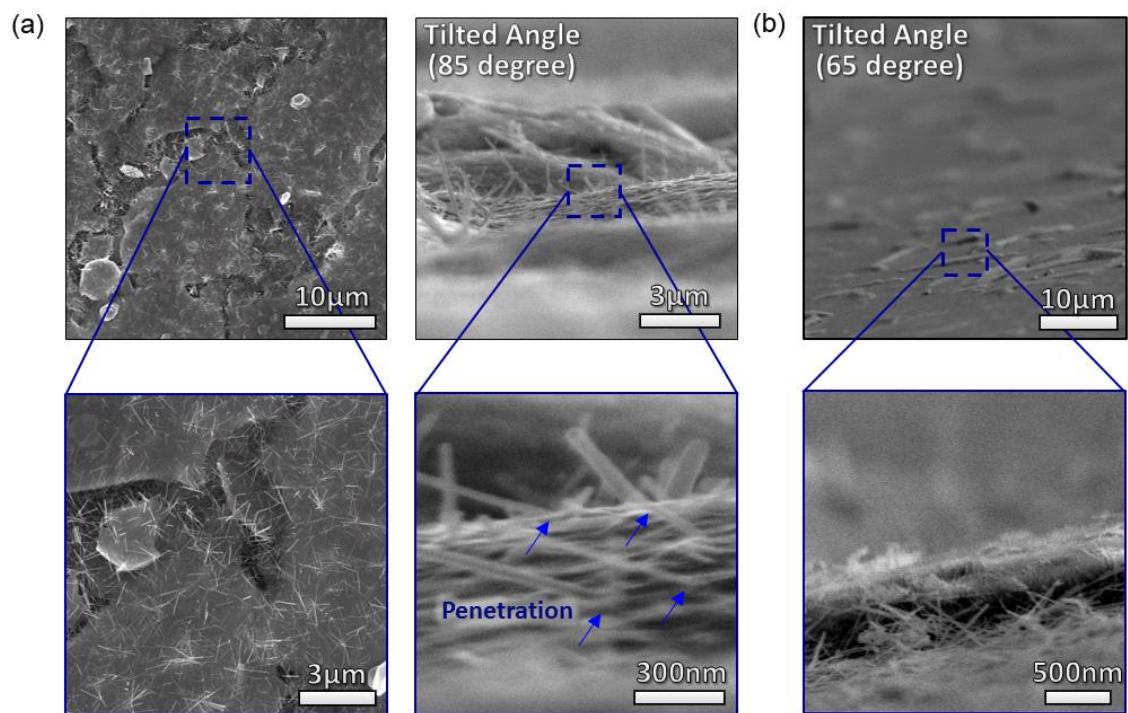 (a)
10μm
Tilted Angle
(85 degree)
3μm
(b)
Tilted Angle
(65 degree)
10μm
3μm
Penetration
300nm
500nm